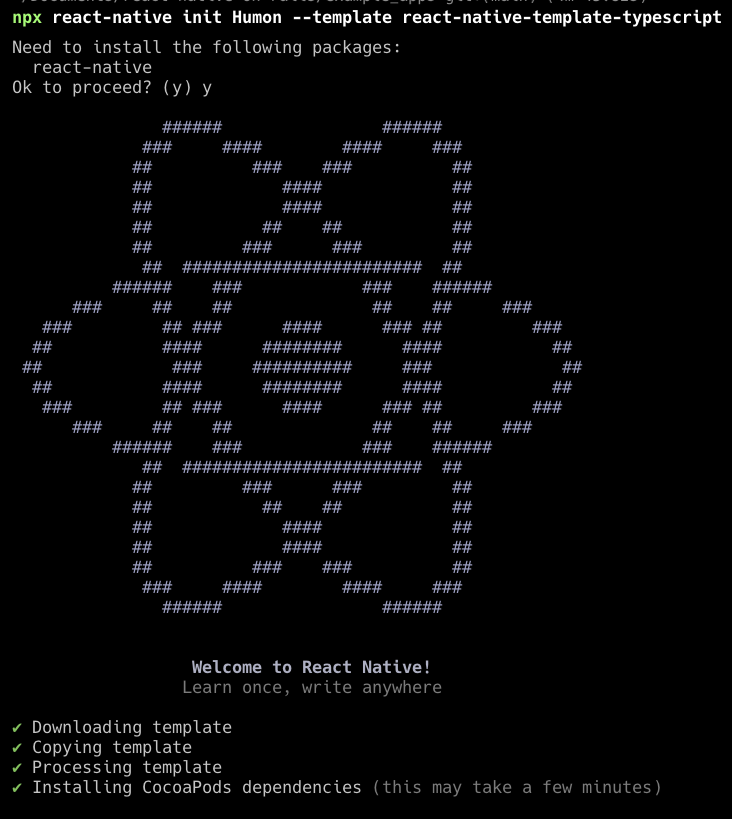 npx react-native init Humon --template react-native-template-typescript
Need to install the following packages:
  react-native
Ok to proceed? (y) y
                ######                ######
              ###     ####        ####     ###
             ##          ###    ###          ##
             ##             ####             ##
             ##             ####             ##
             ##           ##    ##           ##
             ##         ###      ###         ##
              ##  ########################  ##
           ######    ###            ###    ######
       ###     ##    ##              ##    ##     ###
    ###         ## ###      ####      ### ##         ###
   ##           ####      ########      ####           ##
  ##             ###     ##########     ###             ##
   ##           ####      ########      ####           ##
    ###         ## ###      ####      ### ##         ###
       ###     ##    ##              ##    ##     ###
           ######    ###            ###    ######
              ##  ########################  ##
             ##         ###      ###         ##
             ##           ##    ##           ##
             ##             ####             ##
             ##             ####             ##
             ##          ###    ###          ##
              ###     ####        ####     ###
                ######                ######
Welcome to React Native!
Learn once, write anywhere
✔ Downloading template
✔ Copying template
✔ Processing template
✔ Installing CocoaPods dependencies (this may take a few minutes)